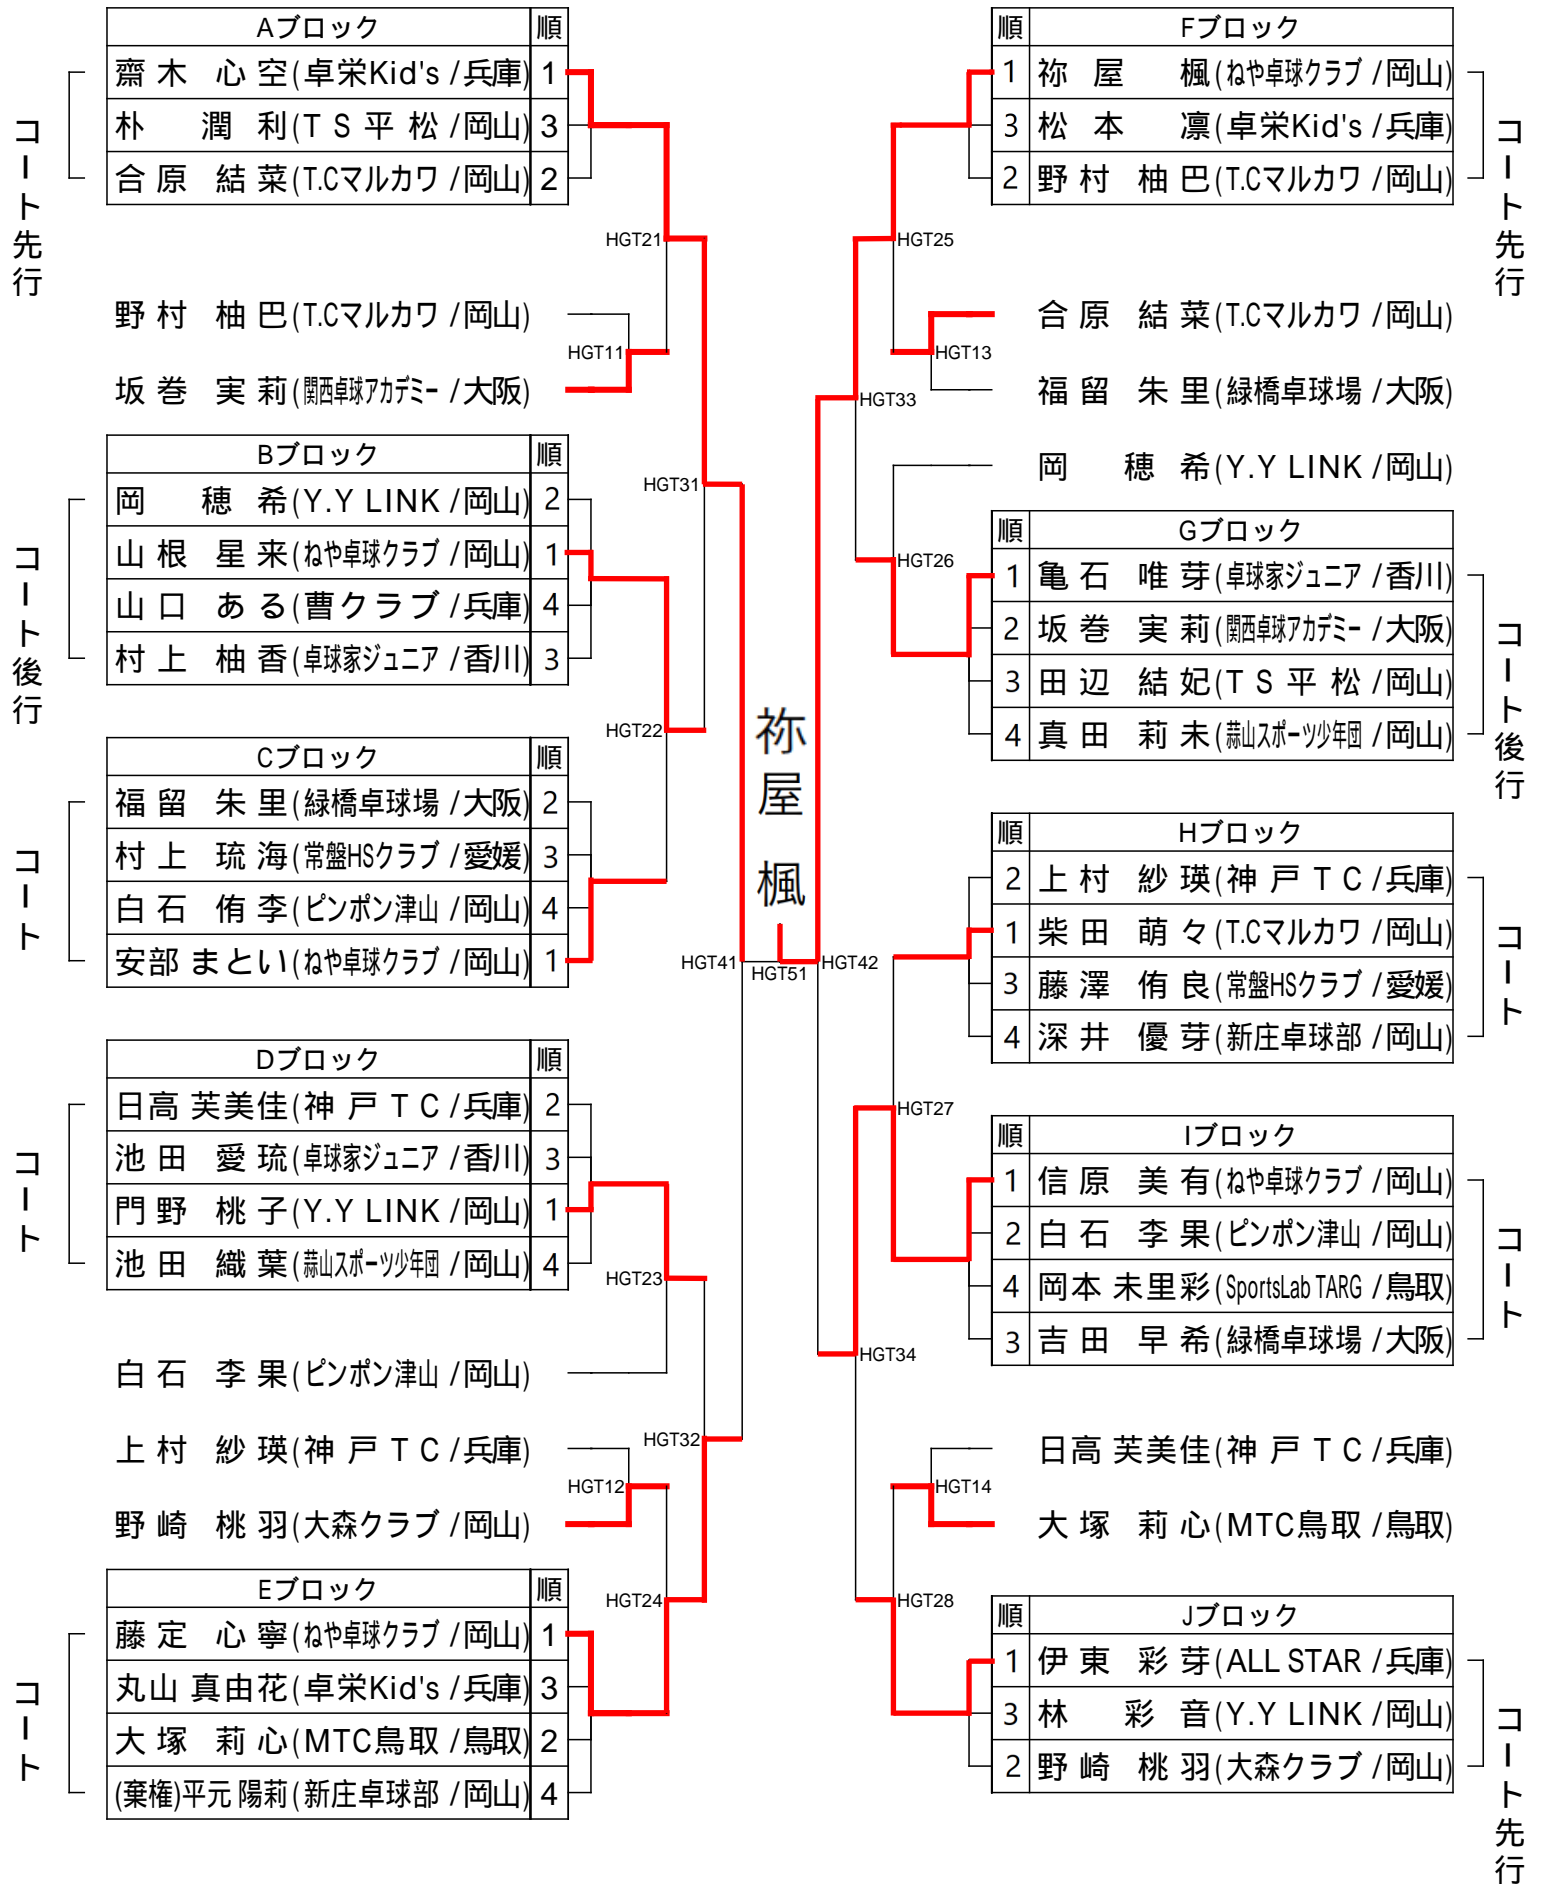 Aブロック 順
齋木 心空(卓栄Kid's /兵庫) 1
朴 潤利(TS平松 /岡山) 3
合原 結菜(T.Cマルカワ /岡山) 2
コート先行
HGT21
野村 柚巴(T.Cマルカワ /岡山)
HGT11
坂巻 実莉(関西卓球アカデミー /大阪)
Bブロック 順
HGT31
岡 穂希(Y.Y LINK /岡山) 2
山根 星来(ねや卓球クラブ /岡山) 1
山口 ある(曹クラブ /兵庫) 4
村上 柚香(卓球家ジュニア /香川) 3
コート後行
HGT22
Cブロック 順
福留 朱里(緑橋卓球場 /大阪) 2
村上 琉海(常盤HSクラブ /愛媛) 3
白石 侑李(ピンポン津山 /岡山) 4
安部 まとい(ねや卓球クラブ /岡山) 1
コート
HGT41
Dブロック 順
日高 芙美佳(神戸TC /兵庫) 2
池田 愛琉(卓球家ジュニア /香川) 3
門野 桃子(Y.Y LINK /岡山) 1
池田 織葉(蒜山スポーツ少年団 /岡山) 4
コート
HGT23
白石 李果(ピンポン津山 /岡山)
上村 紗瑛(神戸TC /兵庫)
HGT32
HGT12
野崎 桃羽(大森クラブ /岡山)
Eブロック 順
HGT24
藤定 心寧(ねや卓球クラブ /岡山) 1
丸山 真由花(卓栄Kid's /兵庫) 3
大塚 莉心(MTC鳥取 /鳥取) 2
(棄権)平元 陽莉(新庄卓球部 /岡山) 4
コート
祢屋 楓
HGT51
順 Fブロック
1 祢屋 楓(ねや卓球クラブ /岡山)
3 松本 凛(卓栄Kid's /兵庫)
2 野村 柚巴(T.Cマルカワ /岡山)
コート先行
HGT25
合原 結菜(T.Cマルカワ /岡山)
HGT13
福留 朱里(緑橋卓球場 /大阪)
HGT33
岡 穂希(Y.Y LINK /岡山)
順 Gブロック
HGT26
1 亀石 唯芽(卓球家ジュニア /香川)
2 坂巻 実莉(関西卓球アカデミー /大阪)
3 田辺 結妃(TS平松 /岡山)
4 真田 莉未(蒜山スポーツ少年団 /岡山)
コート後行
順 Hブロック
2 上村 紗瑛(神戸TC /兵庫)
1 柴田 萌々(T.Cマルカワ /岡山)
3 藤澤 侑良(常盤HSクラブ /愛媛)
4 深井 優芽(新庄卓球部 /岡山)
コート
HGT42
HGT27
順 Iブロック
1 信原 美有(ねや卓球クラブ /岡山)
2 白石 李果(ピンポン津山 /岡山)
4 岡本 未里彩(SportsLab TARG /鳥取)
3 吉田 早希(緑橋卓球場 /大阪)
コート
HGT34
日高 芙美佳(神戸TC /兵庫)
HGT14
大塚 莉心(MTC鳥取 /鳥取)
HGT28
順 Jブロック
1 伊東 彩芽(ALL STAR /兵庫)
3 林 彩音(Y.Y LINK /岡山)
2 野崎 桃羽(大森クラブ /岡山)
コート先行